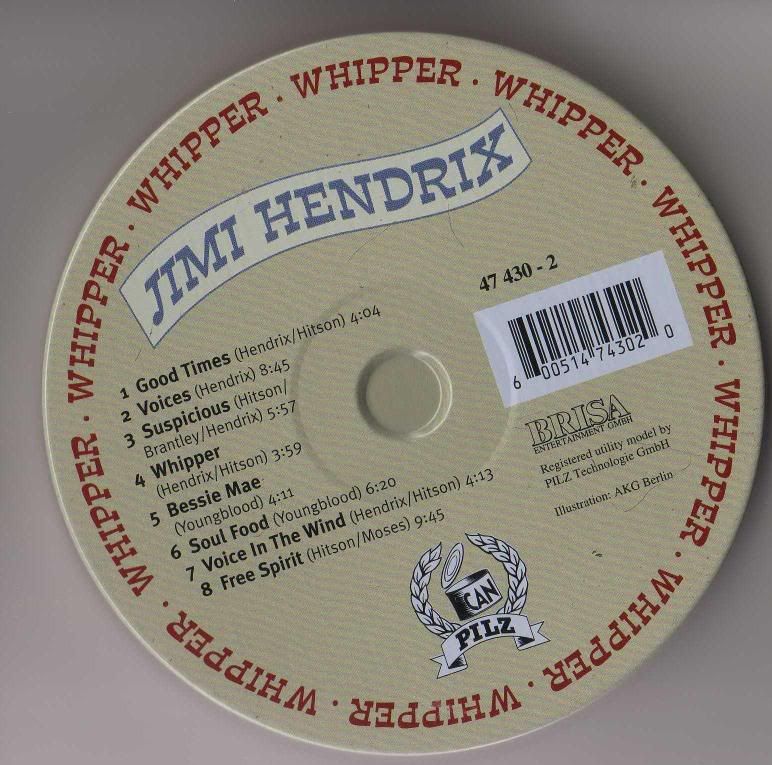 WHIPPER · WHIPPER · WHIPPER · WHIPPER · WHIPPER · WHIPPER · WHIPPER · WHIPPER · WHIPPER · WHIPPER ·
JIMI HENDRIX
47 430 - 2
6 00514 74302 0
1 Good Times (Hendrix/Hitson) 4:04
2 Voices (Hendrix) 8:45
3 Suspicious (Hitson/
Brantley/Hendrix) 5:57
4 Whipper
(Hendrix/Hitson) 3:59
5 Bessie Mae
(Youngblood) 4:11
6 Soul Food (Youngblood) 6:20
7 Voice In The Wind (Hendrix/Hitson) 4:13
8 Free Spirit (Hitson/Moses) 9:45
BRISA
ENTERTAINMENT GMBH
Registered utility model by
PILZ Technologie GmbH
Illustration: AKG Berlin
CAN
PILZ